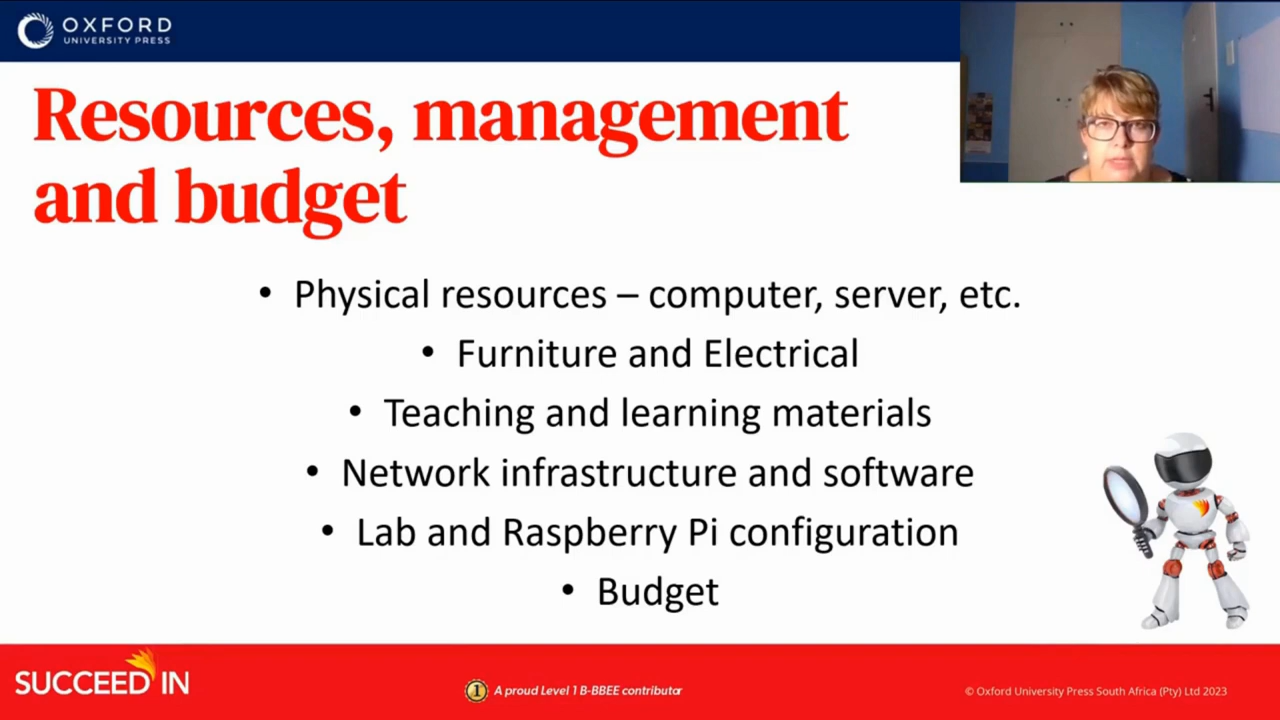 OXFORD
UNIVERSITY PRESS
Resources, management
and budget
• Physical resources – computer, server, etc.
• Furniture and Electrical
• Teaching and learning materials
• Network infrastructure and software
• Lab and Raspberry Pi configuration
• Budget
SUCCEED IN
1 A proud Level 1 B-BBEE contributor
© Oxford University Press South Africa (Pty) Ltd 2023